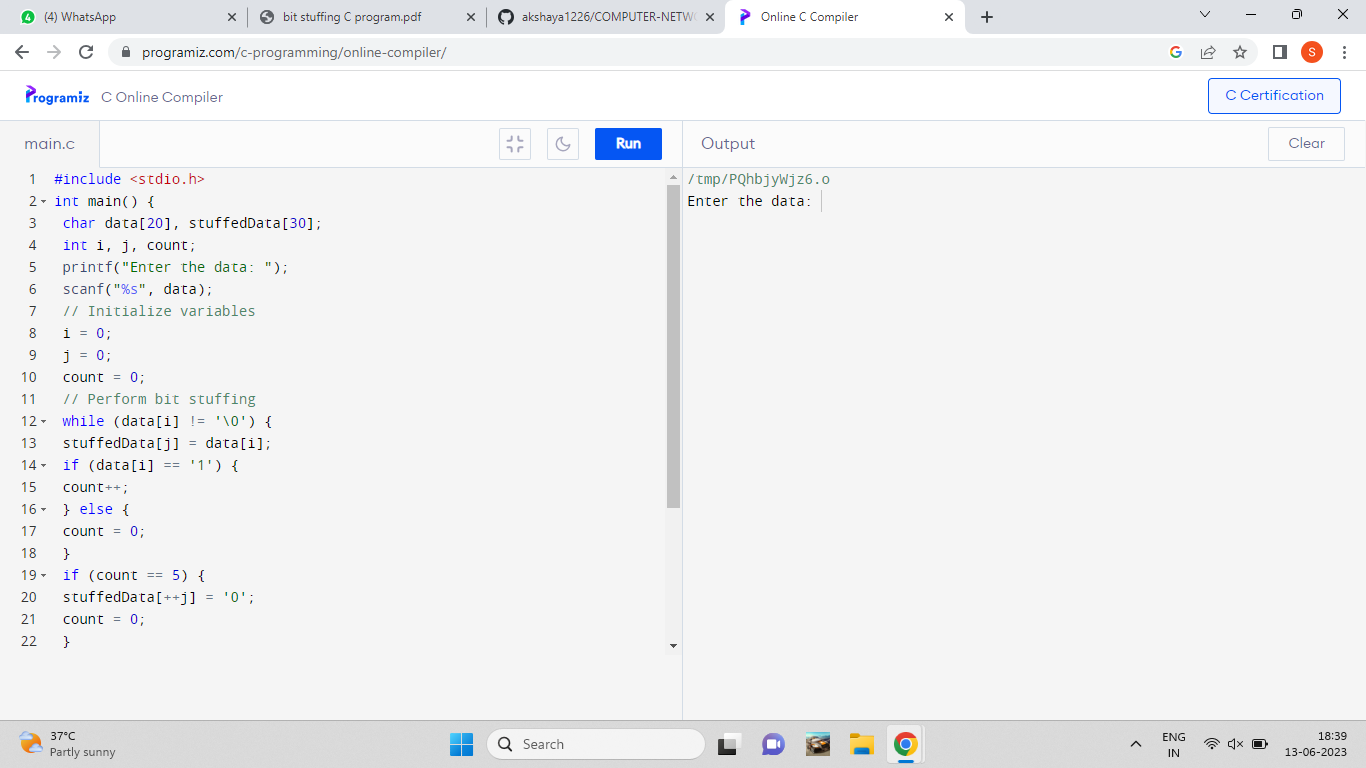 (4) WhatsApp
bit stuffing C program.pdf
akshaya1226/COMPUTER-NETWO
Online C Compiler
programiz.com/c-programming/online-compiler/
S
Programiz C Online Compiler
C Certification
main.c
Run
Output
Clear
1 #include <stdio.h>
2 int main() {
3 char data[20], stuffedData[30];
4 int i, j, count;
5 printf("Enter the data: ");
6 scanf("%s", data);
7 // Initialize variables
8 i = 0;
9 j = 0;
10 count = 0;
11 // Perform bit stuffing
12 while (data[i] != '\0') {
13 stuffedData[j] = data[i];
14 if (data[i] == '1') {
15 count++;
16 } else {
17 count = 0;
18 }
19 if (count == 5) {
20 stuffedData[++j] = '0';
21 count = 0;
22 }
/tmp/PQhbjyWjz6.o
Enter the data:
37°C
Partly sunny
Search
ENG
IN
18:39
13-06-2023